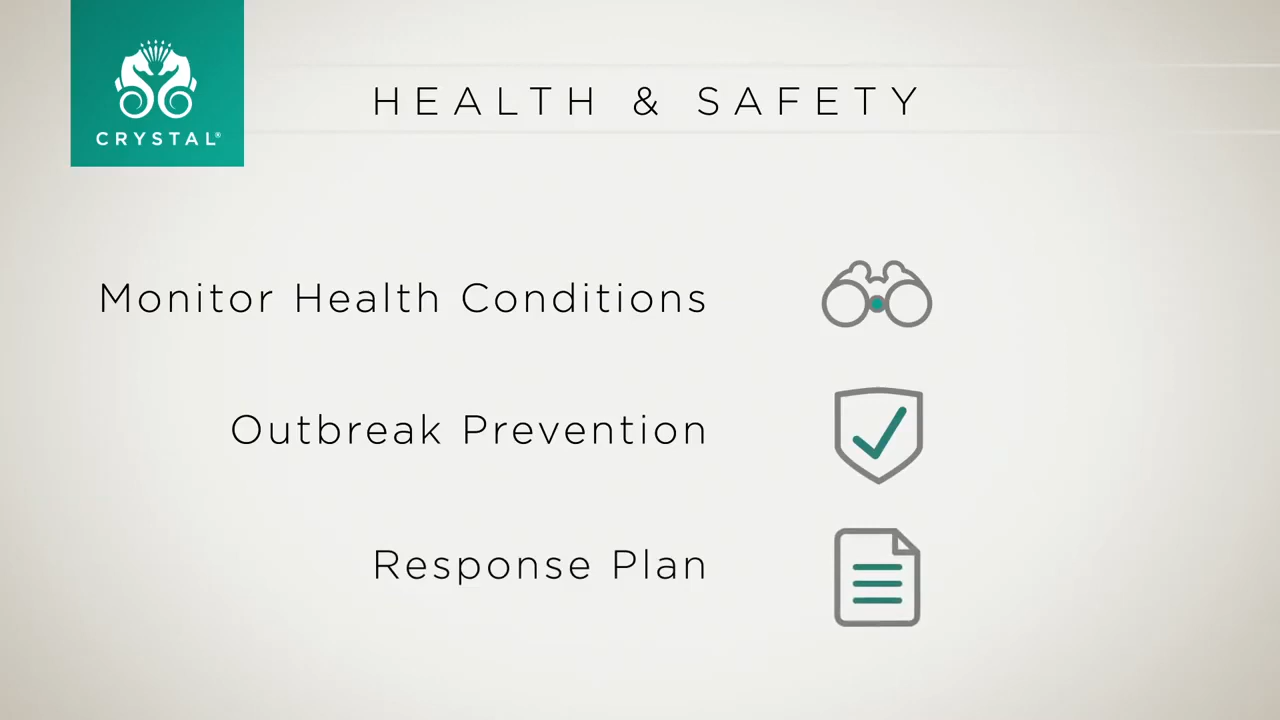 CRYSTAL®
HEALTH & SAFETY
Monitor Health Conditions
Outbreak Prevention
Response Plan